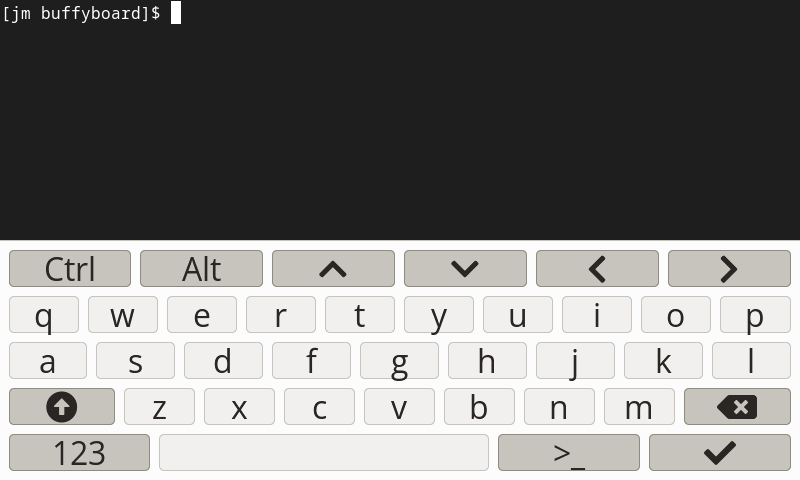 [jm buffyboard]$
Ctrl Alt
q w e r t y u i o p
a s d f g h j k l
z x c v b n m
123 >_